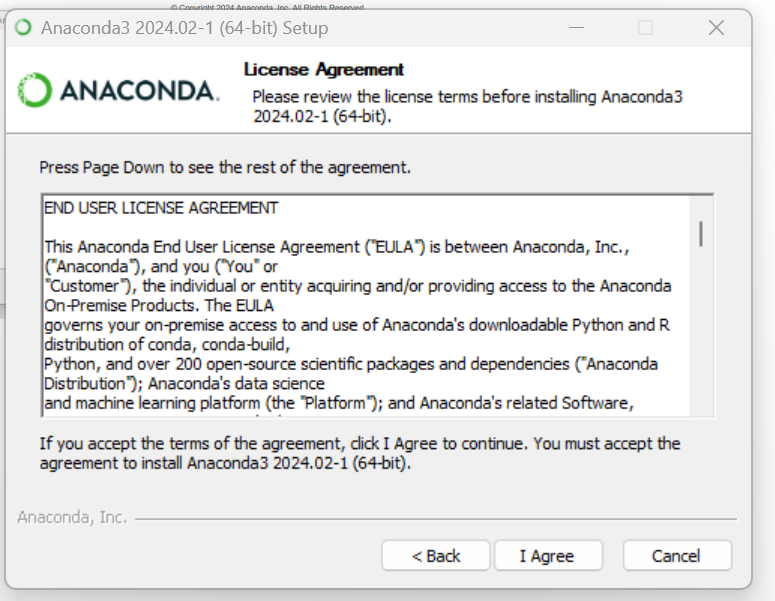 © Copyright 2024 Anaconda, Inc. All Rights Reserved
Anaconda3 2024.02-1 (64-bit) Setup
ANACONDA.
License Agreement
Please review the license terms before installing Anaconda3
2024.02-1 (64-bit).
Press Page Down to see the rest of the agreement.
END USER LICENSE AGREEMENT
This Anaconda End User License Agreement ("EULA") is between Anaconda, Inc.,
("Anaconda"), and you ("You" or
"Customer"), the individual or entity acquiring and/or providing access to the Anaconda
On-Premise Products. The EULA
governs your on-premise access to and use of Anaconda's downloadable Python and R
distribution of conda, conda-build,
Python, and over 200 open-source scientific packages and dependencies ("Anaconda
Distribution"); Anaconda's data science
and machine learning platform (the "Platform"); and Anaconda's related Software,
If you accept the terms of the agreement, click I Agree to continue. You must accept the
agreement to install Anaconda3 2024.02-1 (64-bit).
Anaconda, Inc.
< Back
I Agree
Cancel